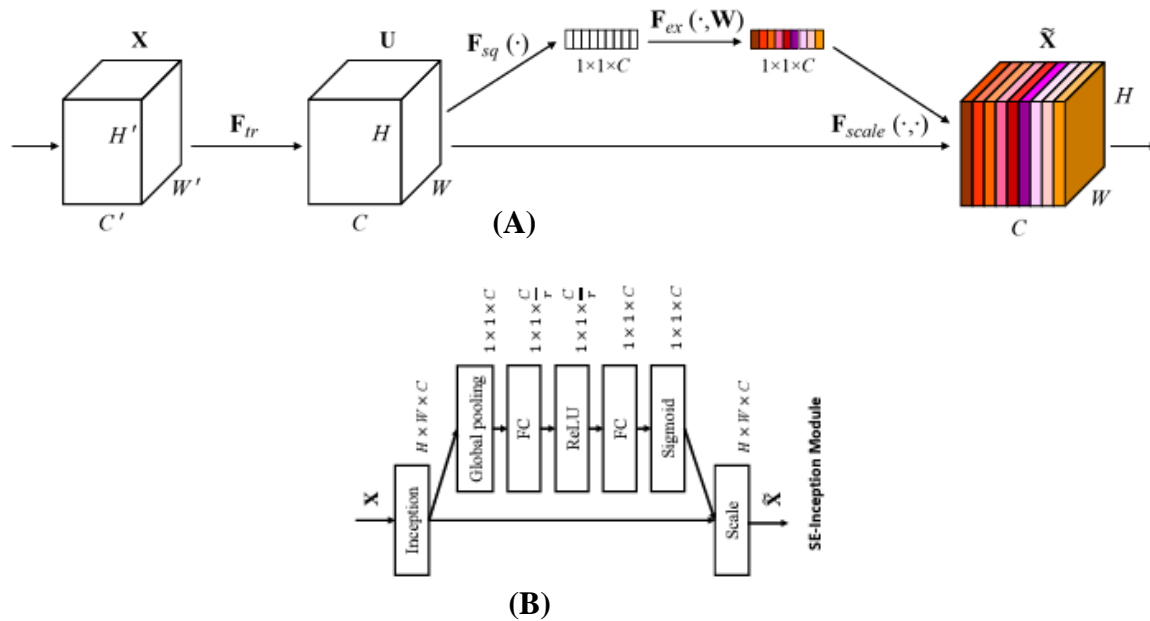 X
U
F_sq (·)
F_ex (·,W)
X̃
1×1×C
1×1×C
H′
F_tr
H
F_scale (·,·)
H
W′
W
W
C′
C
C
(A)
X
Inception
H × W × C
Global pooling
1 × 1 × C
FC
1 × 1 × C/r
ReLU
1 × 1 × C/r
FC
1 × 1 × C
Sigmoid
1 × 1 × C
Scale
H × W × C
X̃
SE-Inception Module
(B)